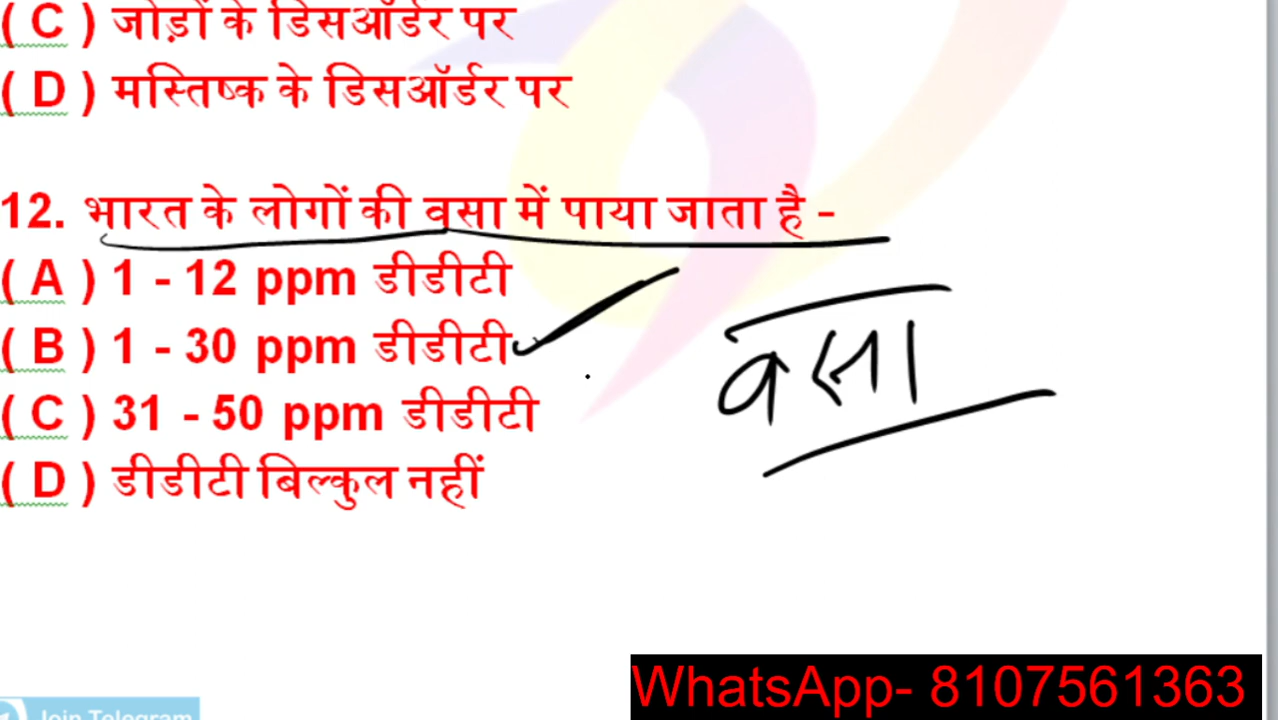 ( C ) जोड़ों के डिसऑर्डर पर
( D ) मस्तिष्क के डिसऑर्डर पर
12. भारत के लोगों की वसा में पाया जाता है -
( A ) 1 - 12 ppm डीडीटी
( B ) 1 - 30 ppm डीडीटी
वसा
( C ) 31 - 50 ppm डीडीटी
( D ) डीडीटी बिल्कुल नहीं
WhatsApp- 8107561363
Join Telegram